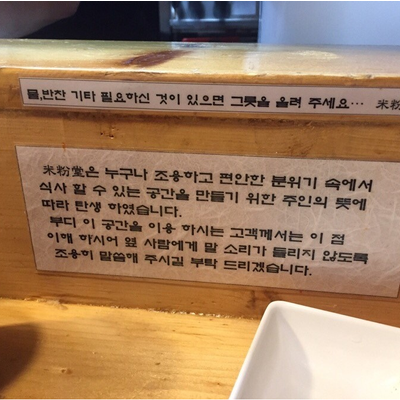 물,반찬 기타 필요하신 것이 있으면 그릇을 올려 주세요… 米粉
米粉堂은 누구나 조용하고 편안한 분위기 속에서
식사 할 수 있는 공간을 만들기 위한 주인의 뜻에
따라 탄생 하였습니다.
부디 이 공간을 이용 하시는 고객께서는 이 점
이해 하시어 옆 사람에게 말 소리가 들리지 않도록
조용히 말씀해 주시길 부탁 드리겠습니다.